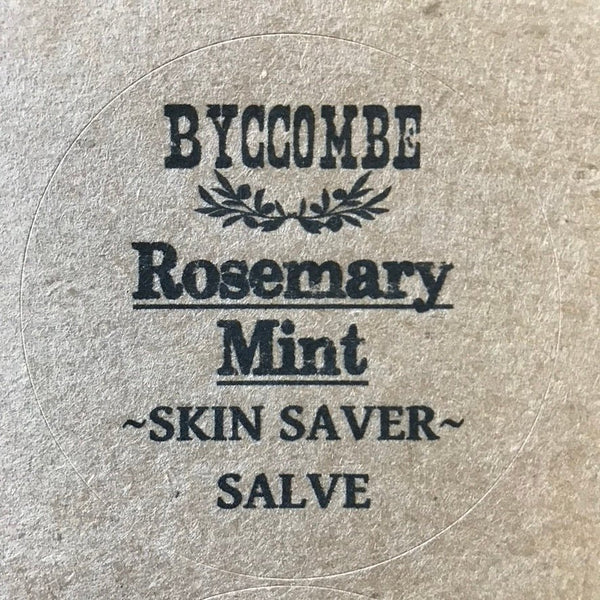 BYCCOMBE
Rosemary
Mint
~SKIN SAVER~
SALVE